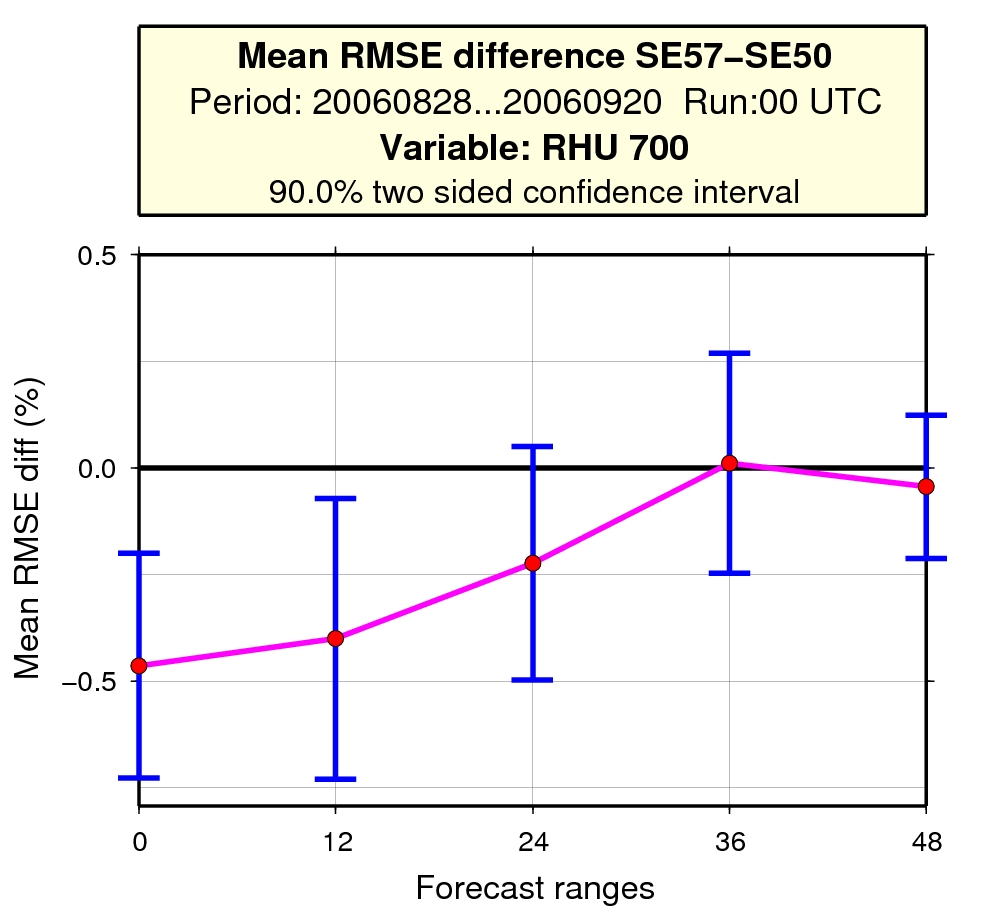 Mean RMSE difference SE57−SE50
Period: 20060828...20060920  Run:00 UTC
Variable: RHU 700
90.0% two sided confidence interval
0.5
0.0
−0.5
Mean RMSE diff (%)
0 12 24 36 48
Forecast ranges